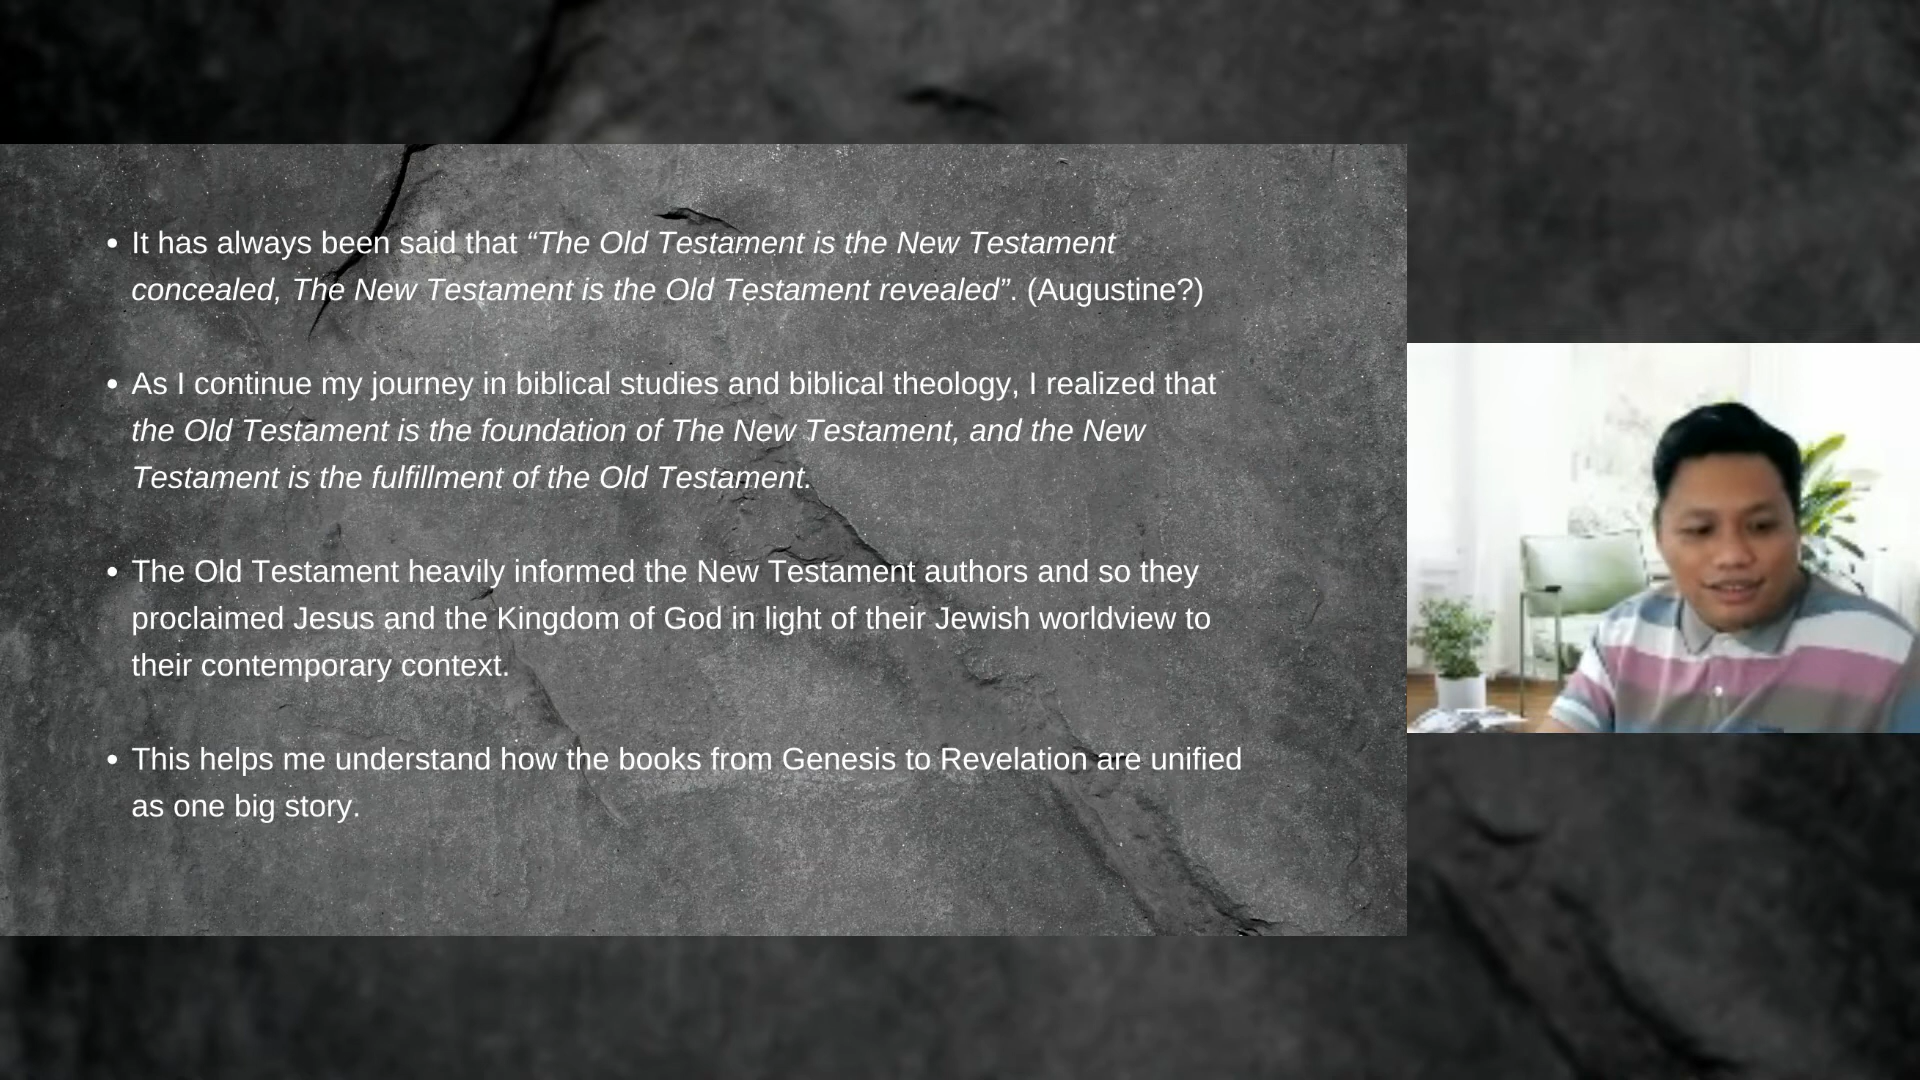 • It has always been said that “The Old Testament is the New Testament
concealed, The New Testament is the Old Testament revealed”. (Augustine?)
• As I continue my journey in biblical studies and biblical theology, I realized that
the Old Testament is the foundation of The New Testament, and the New
Testament is the fulfillment of the Old Testament.
• The Old Testament heavily informed the New Testament authors and so they
proclaimed Jesus and the Kingdom of God in light of their Jewish worldview to
their contemporary context.
• This helps me understand how the books from Genesis to Revelation are unified
as one big story.